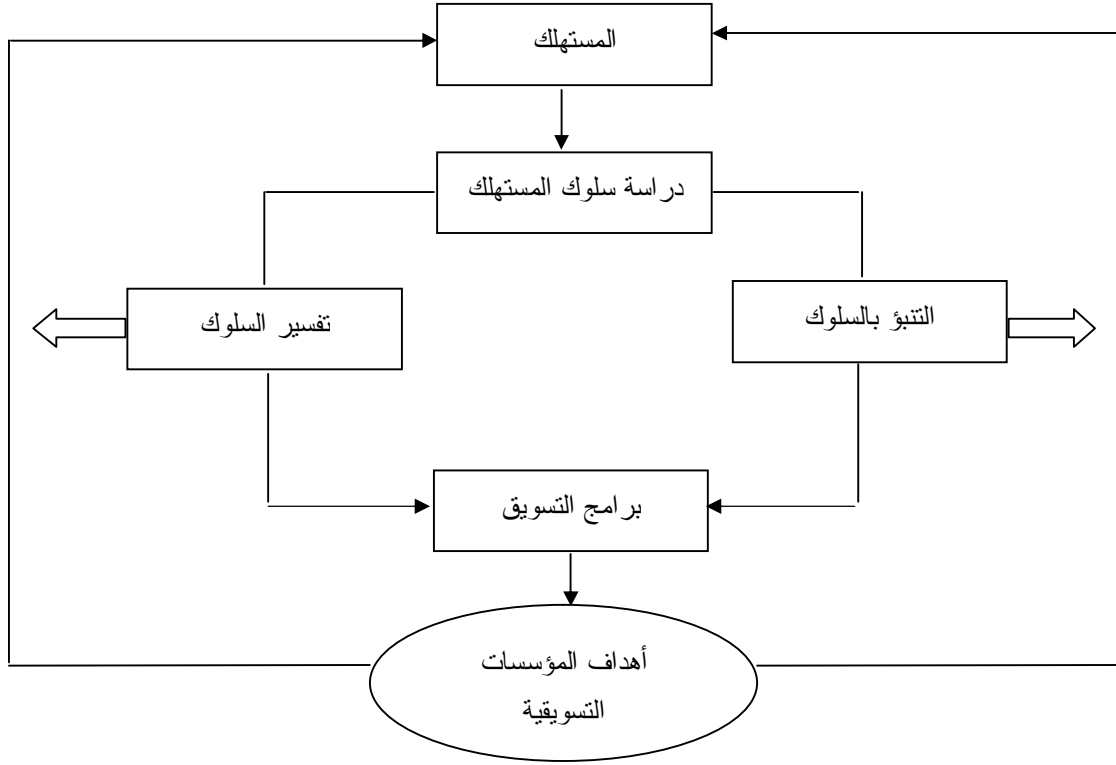 المستهلك
دراسة سلوك المستهلك
التنبؤ بالسلوك
تفسير السلوك
برامج التسويق
أهداف المؤسسات
التسويقية